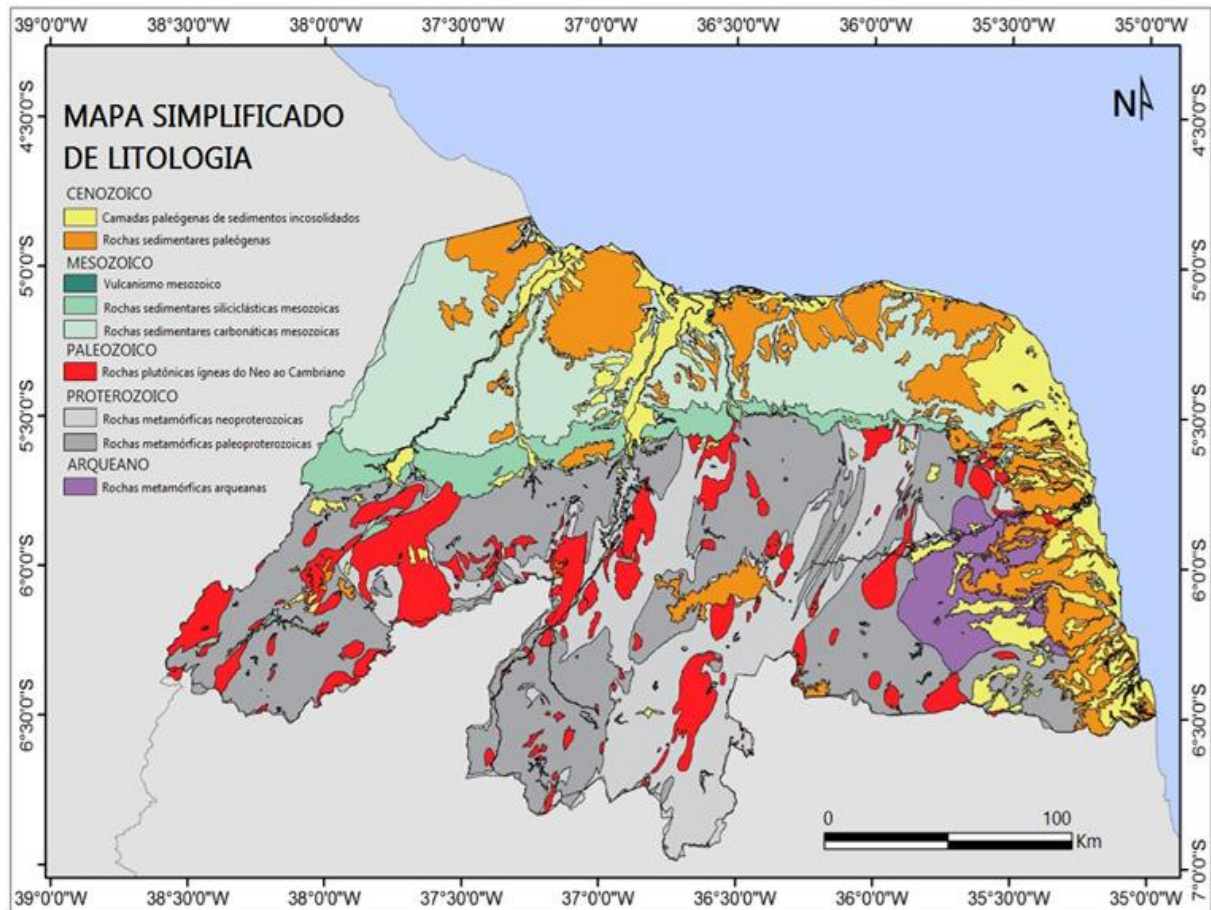 39°0'0"W 38°30'0"W 38°0'0"W 37°30'0"W 37°0'0"W 36°30'0"W 36°0'0"W 35°30'0"W 35°0'0"W
4°30'0"S
5°0'0"S
5°30'0"S
6°0'0"S
6°30'0"S
MAPA SIMPLIFICADO
DE LITOLOGIA
CENOZOICO
Camadas paleógenas de sedimentos incosolidados
Rochas sedimentares paleógenas
MESOZOICO
Vulcanismo mesozoico
Rochas sedimentares siliciclásticas mesozoicas
Rochas sedimentares carbonáticas mesozoicas
PALEOZOICO
Rochas plutônicas ígneas do Neo ao Cambriano
PROTEROZOICO
Rochas metamórficas neoproterozoicas
Rochas metamórficas paleoproterozoicas
ARQUEANO
Rochas metamórficas arqueanas
N
0 100
Km
4°30'0"S
5°0'0"S
5°30'0"S
6°0'0"S
6°30'0"S
7°0'0"S
39°0'0"W 38°30'0"W 38°0'0"W 37°30'0"W 37°0'0"W 36°30'0"W 36°0'0"W 35°30'0"W 35°0'0"W